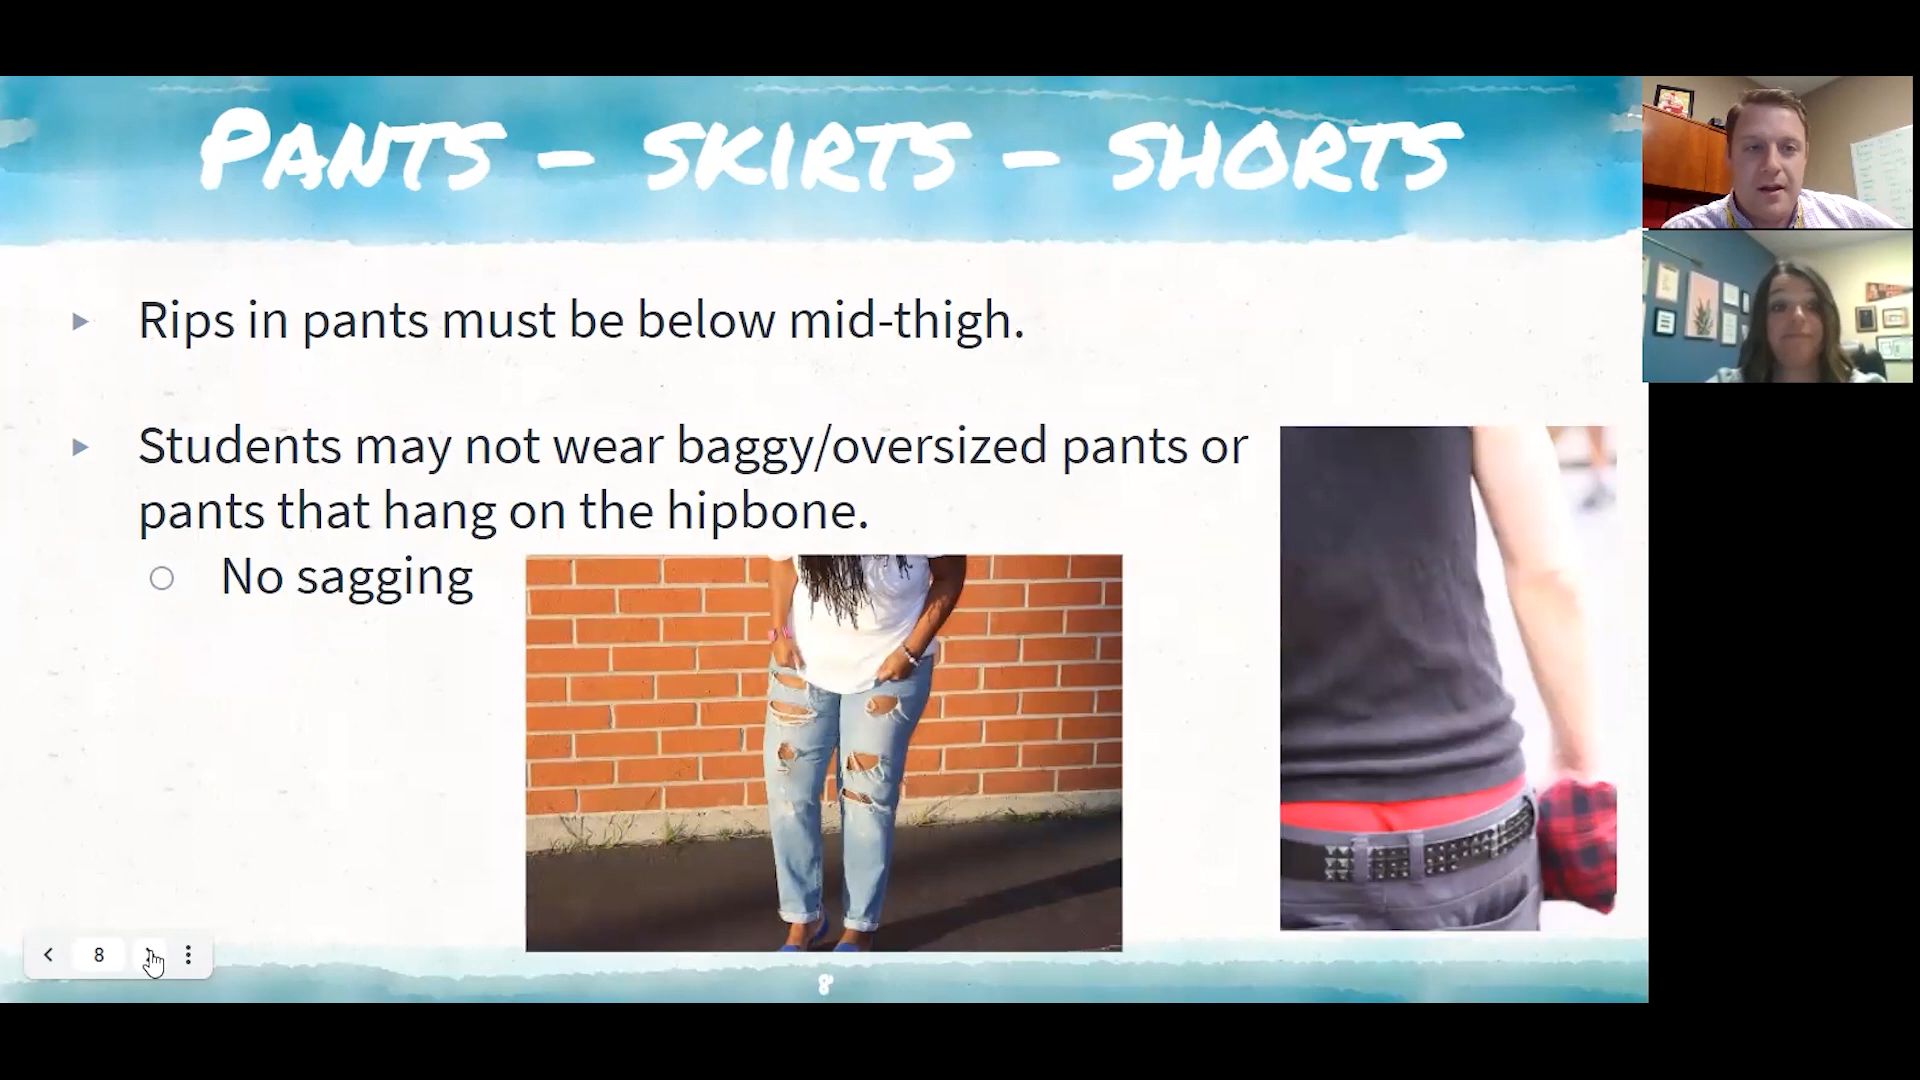 PANTS - SKIRTS - SHORTS
Rips in pants must be below mid-thigh.
Students may not wear baggy/oversized pants or
pants that hang on the hipbone.
No sagging
8
8